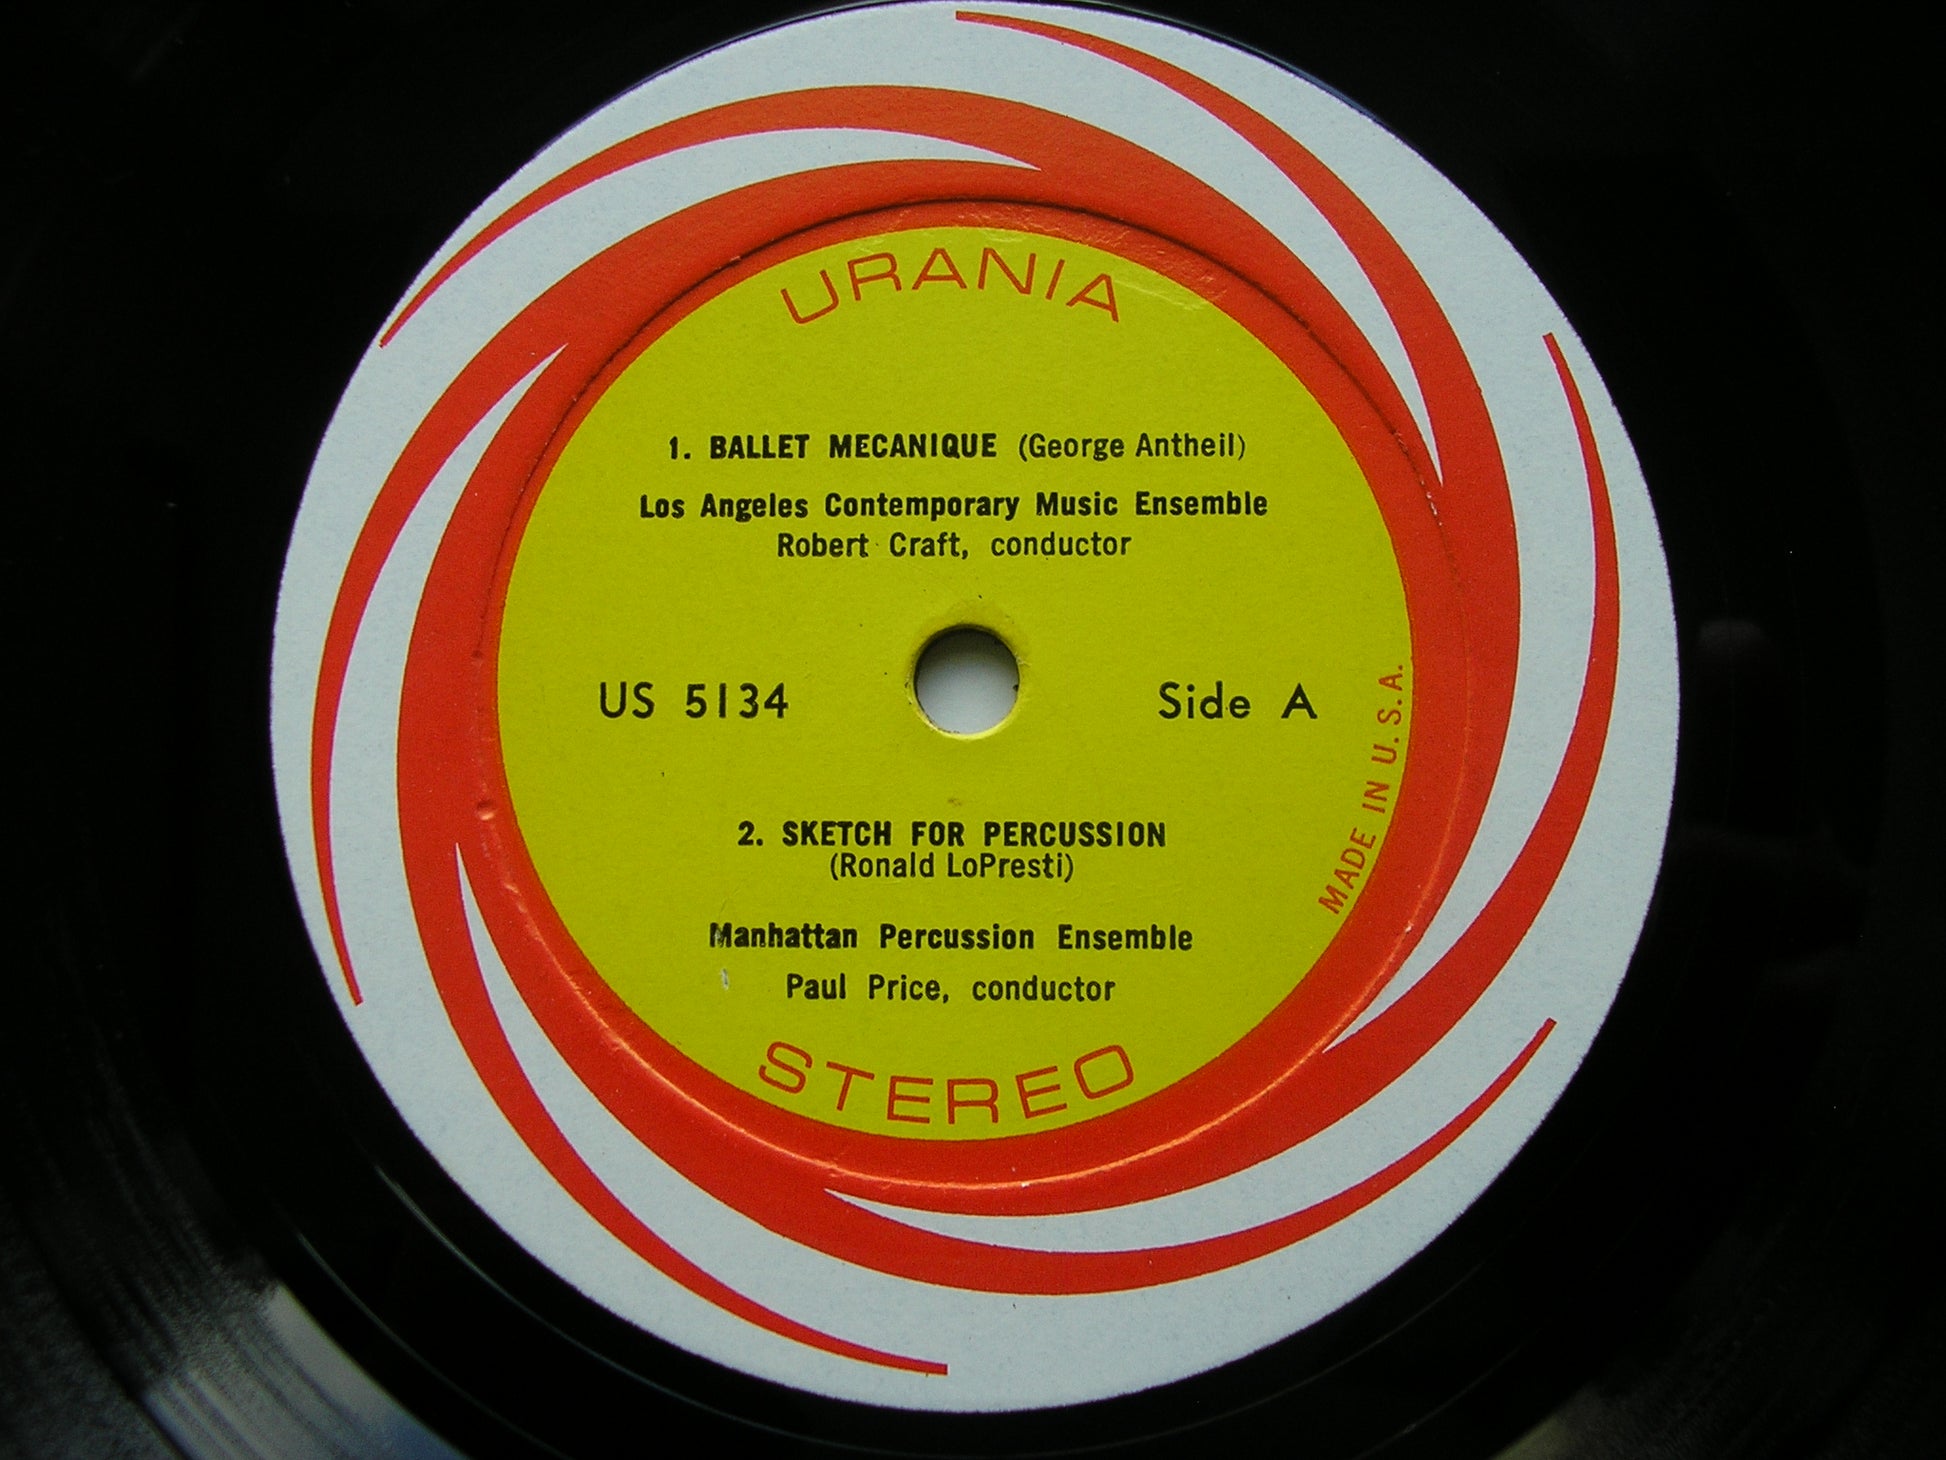 URANIA
1. BALLET MECANIQUE (George Antheil)
Los Angeles Contemporary Music Ensemble
Robert Craft, conductor
US 5134
Side A
MADE IN U.S.A.
2. SKETCH FOR PERCUSSION
(Ronald LoPresti)
Manhattan Percussion Ensemble
Paul Price, conductor
STEREO